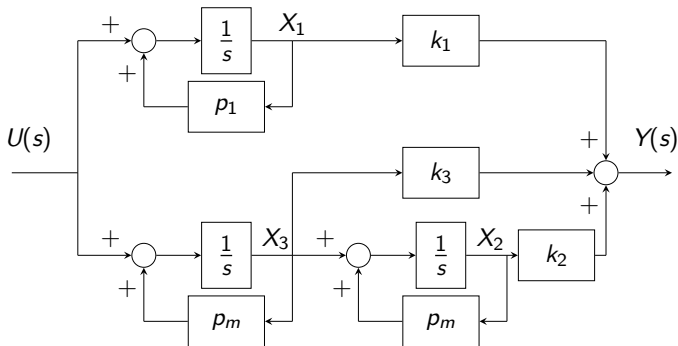 + 1/s X₁ k₁
+ p₁
U(s) + Y(s)
k₃
+
+ 1/s X₃ + 1/s X₂ k₂
+ pₘ + pₘ